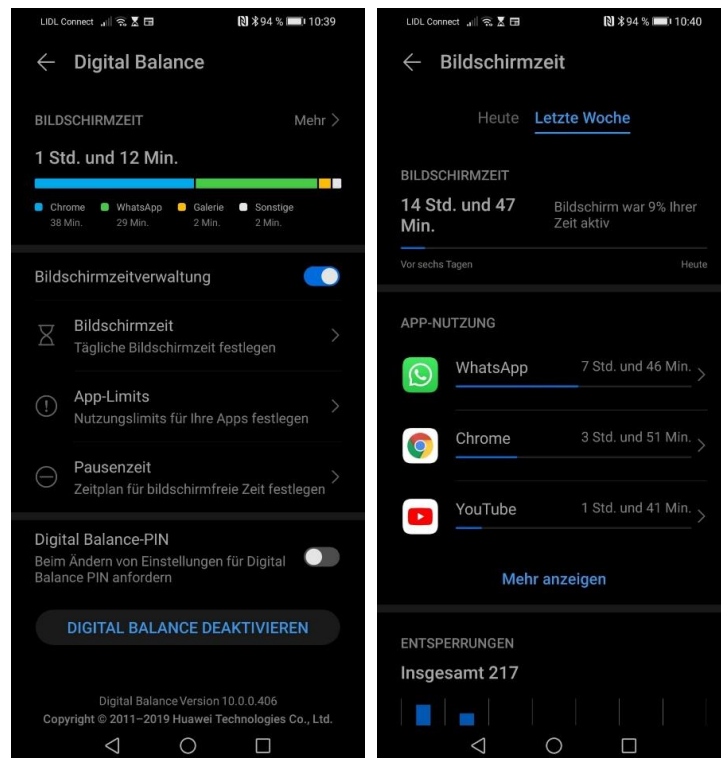 LIDL Connect 94 % 10:39
Digital Balance
BILDSCHIRMZEIT Mehr
1 Std. und 12 Min.
Chrome WhatsApp Galerie Sonstige
38 Min. 29 Min. 2 Min. 2 Min.
Bildschirmzeitverwaltung
Bildschirmzeit
Tägliche Bildschirmzeit festlegen
App-Limits
Nutzungslimits für Ihre Apps festlegen
Pausenzeit
Zeitplan für bildschirmfreie Zeit festlegen
Digital Balance-PIN
Beim Ändern von Einstellungen für Digital
Balance PIN anfordern
DIGITAL BALANCE DEAKTIVIEREN
Digital Balance Version 10.0.0.406
Copyright © 2011–2019 Huawei Technologies Co., Ltd.
LIDL Connect 94 % 10:40
Bildschirmzeit
Heute Letzte Woche
BILDSCHIRMZEIT
14 Std. und 47
Min.
Bildschirm war 9% Ihrer
Zeit aktiv
Vor sechs Tagen Heute
APP-NUTZUNG
WhatsApp 7 Std. und 46 Min.
Chrome 3 Std. und 51 Min.
YouTube 1 Std. und 41 Min.
Mehr anzeigen
ENTSPERRUNGEN
Insgesamt 217